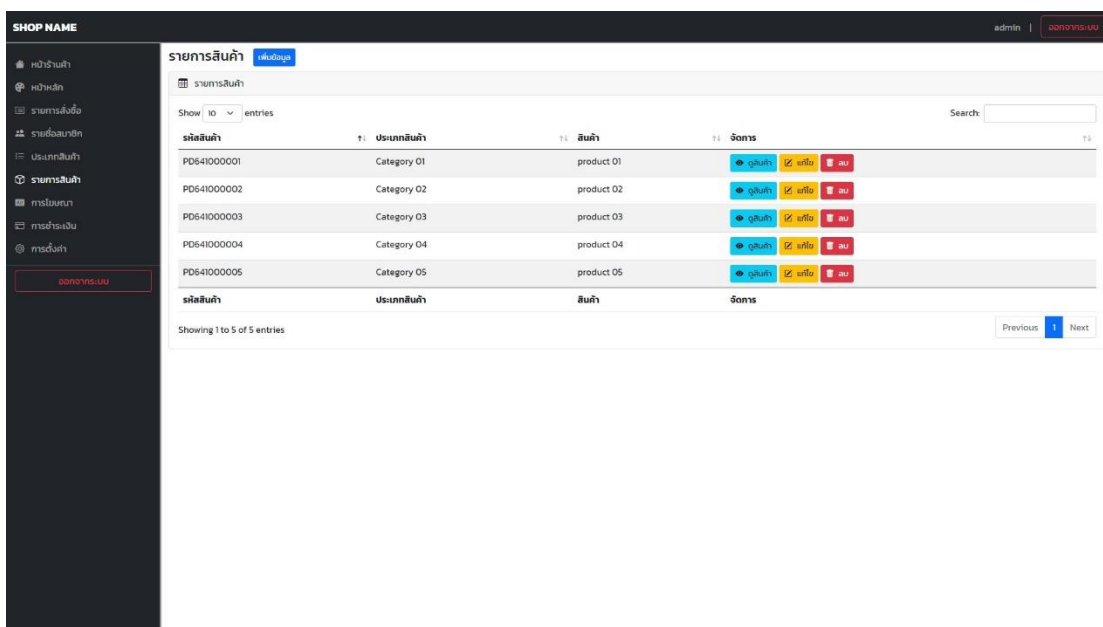 SHOP NAME
admin | ออกจากระบบ
หน้าร้านค้า
หน้าหลัก
รายการสั่งซื้อ
รายชื่อสมาชิก
ประเภทสินค้า
รายการสินค้า
การโฆษณา
การชำระเงิน
การตั้งค่า
ออกจากระบบ
รายการสินค้า เพิ่มข้อมูล
รายการสินค้า
Show 10 entries Search:
รหัสสินค้า ประเภทสินค้า สินค้า จัดการ
PD641000001 Category 01 product 01 ดูสินค้า แก้ไข ลบ
PD641000002 Category 02 product 02 ดูสินค้า แก้ไข ลบ
PD641000003 Category 03 product 03 ดูสินค้า แก้ไข ลบ
PD641000004 Category 04 product 04 ดูสินค้า แก้ไข ลบ
PD641000005 Category 05 product 05 ดูสินค้า แก้ไข ลบ
รหัสสินค้า ประเภทสินค้า สินค้า จัดการ
Showing 1 to 5 of 5 entries Previous 1 Next